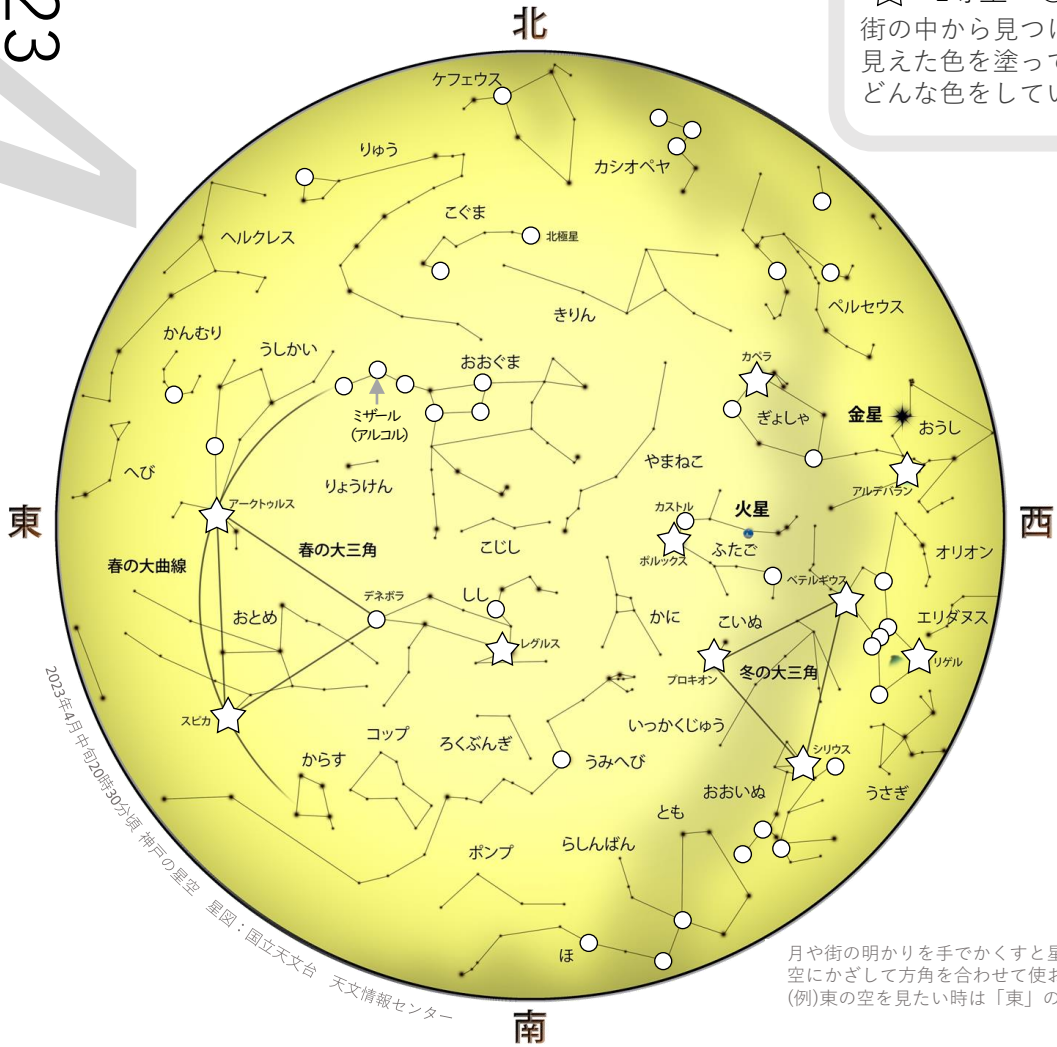 23
4
北
☆
街の中から見つけ
見えた色を塗って
どんな色をしてい
ケフェウス
りゅう
カシオペヤ
ヘルクレス
こぐま
北極星
ペルセウス
きりん
かんむり
うしかい
おおぐま
カペラ
ミザール
(アルコル)
ぎょしゃ
金星
おうし
へび
りょうけん
やまねこ
アルデバラン
アークトゥルス
カストル
火星
東
西
春の大三角
こじし
ポルックス
ふたご
オリオン
春の大曲線
ベテルギウス
デネボラ
しし
おとめ
かに
こいぬ
エリダヌス
レグルス
プロキオン
冬の大三角
リゲル
スピカ
コップ
ろくぶんぎ
いっかくじゅう
からす
うみへび
シリウス
おおいぬ
うさぎ
とも
ポンプ
らしんばん
ほ
2023年4月中旬20時30分頃 神戸の星空 星図:国立天文台 天文情報センター
月や街の明かりを手でかくすと星
空にかざして方角を合わせて使お
(例)東の空を見たい時は「東」の
南